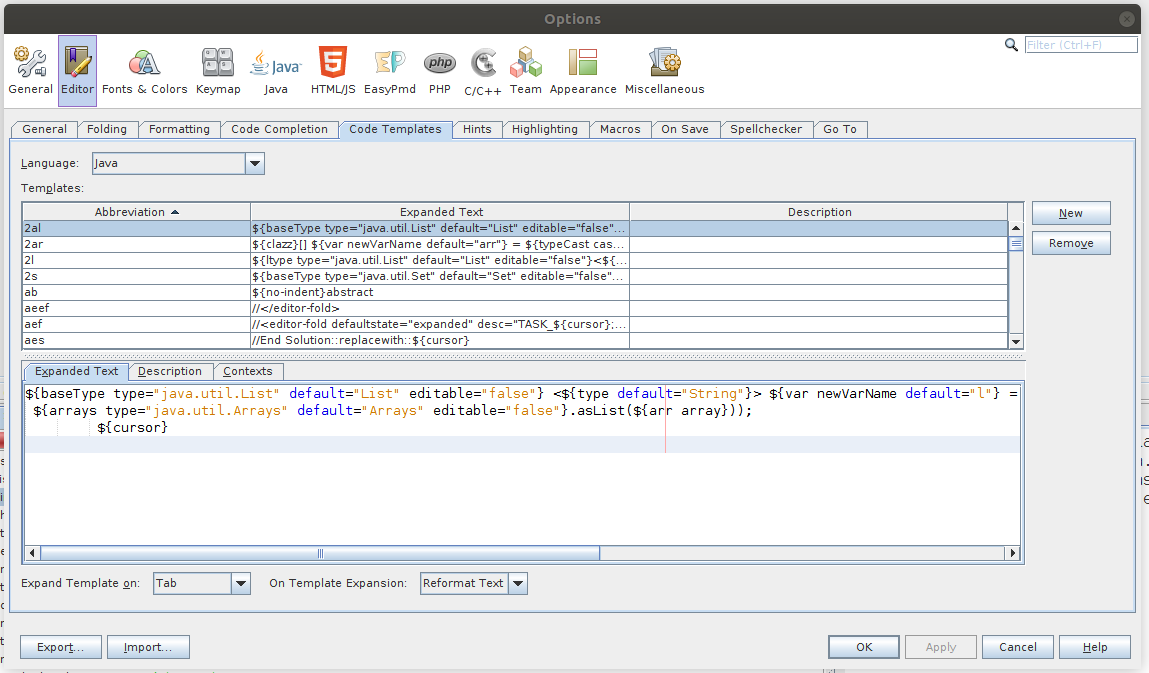 Options
Filter (Ctrl+F)
General Editor Fonts & Colors Keymap Java HTML/JS EasyPmd PHP C/C++ Team Appearance Miscellaneous
General Folding Formatting Code Completion Code Templates Hints Highlighting Macros On Save Spellchecker Go To
Language: Java
Templates:
Abbreviation Expanded Text Description
2al ${baseType type="java.util.List" default="List" editable="false"...
2ar ${clazz}[] ${var newVarName default="arr"} = ${typeCast cas...
2l ${ltype type="java.util.List" default="List" editable="false"}<${...
2s ${baseType type="java.util.Set" default="Set" editable="false"...
ab ${no-indent}abstract
aeef //</editor-fold>
aef //<editor-fold defaultstate="expanded" desc="TASK_${cursor};...
aes //End Solution::replacewith::${cursor}
New
Remove
Expanded Text Description Contexts
${baseType type="java.util.List" default="List" editable="false"} <${type default="String"}> ${var newVarName default="l"} =
${arrays type="java.util.Arrays" default="Arrays" editable="false"}.asList(${arr array}));
${cursor}
Expand Template on: Tab On Template Expansion: Reformat Text
Export... Import... OK Apply Cancel Help